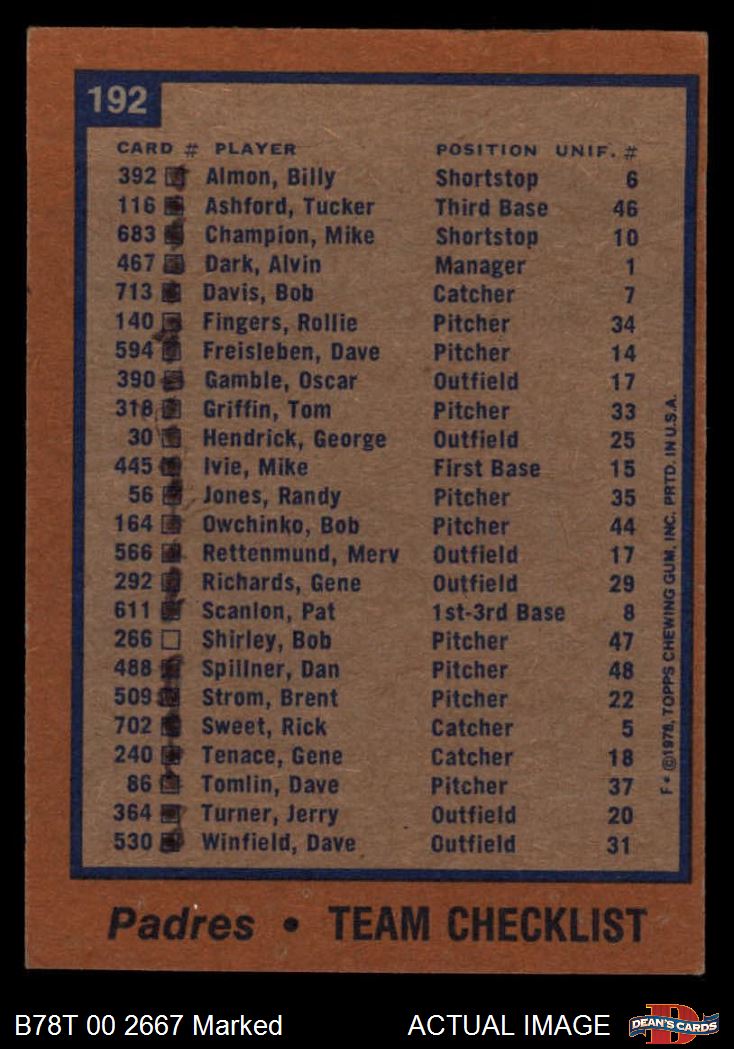 192
CARD # PLAYER POSITION UNIF. #
392 Almon, Billy Shortstop 6
116 Ashford, Tucker Third Base 46
683 Champion, Mike Shortstop 10
467 Dark, Alvin Manager 1
713 Davis, Bob Catcher 7
140 Fingers, Rollie Pitcher 34
594 Freisleben, Dave Pitcher 14
390 Gamble, Oscar Outfield 17
318 Griffin, Tom Pitcher 33
30 Hendrick, George Outfield 25
445 Ivie, Mike First Base 15
56 Jones, Randy Pitcher 35
164 Owchinko, Bob Pitcher 44
566 Rettenmund, Merv Outfield 17
292 Richards, Gene Outfield 29
611 Scanlon, Pat 1st-3rd Base 8
266 Shirley, Bob Pitcher 47
488 Spillner, Dan Pitcher 48
509 Strom, Brent Pitcher 22
702 Sweet, Rick Catcher 5
240 Tenace, Gene Catcher 18
86 Tomlin, Dave Pitcher 37
364 Turner, Jerry Outfield 20
530 Winfield, Dave Outfield 31
F* ©1978, TOPPS CHEWING GUM, INC. PRTD. IN U.S.A.
Padres • TEAM CHECKLIST
B78T 00 2667 Marked ACTUAL IMAGE
DEAN'S CARDS